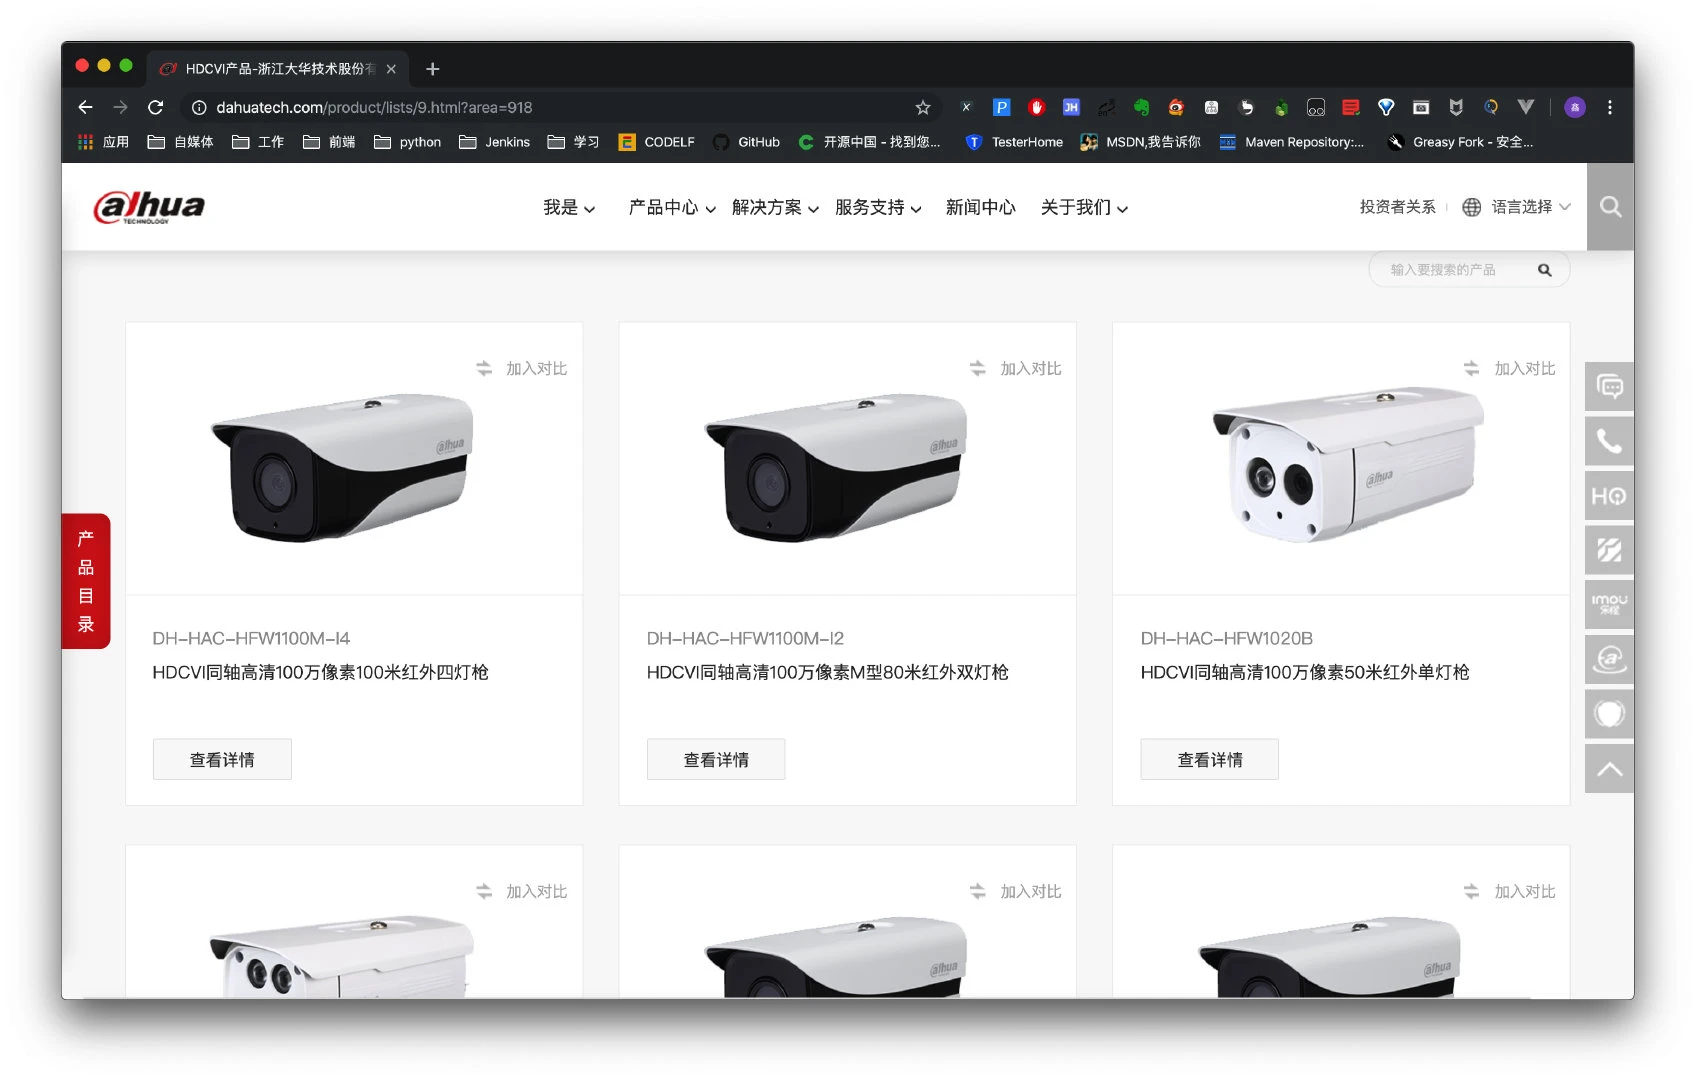 HDCVI产品-浙江大华技术股份有
dahuatech.com/product/lists/9.html?area=918
应用 自媒体 工作 前端 python Jenkins 学习 CODELF GitHub 开源中国 - 找到您... TesterHome MSDN,我告诉你 Maven Repository:... Greasy Fork - 安全...
alhua
TECHNOLOGY
我是 产品中心 解决方案 服务支持 新闻中心 关于我们 投资者关系 语言选择
输入要搜索的产品
加入对比 加入对比 加入对比
alhua alhua alhua
产品目录
HQ
imou
乐橙
DH-HAC-HFW1100M-I4 DH-HAC-HFW1100M-I2 DH-HAC-HFW1020B
HDCVI同轴高清100万像素100米红外四灯枪 HDCVI同轴高清100万像素M型80米红外双灯枪 HDCVI同轴高清100万像素50米红外单灯枪
查看详情 查看详情 查看详情
加入对比 加入对比 加入对比
alhua alhua